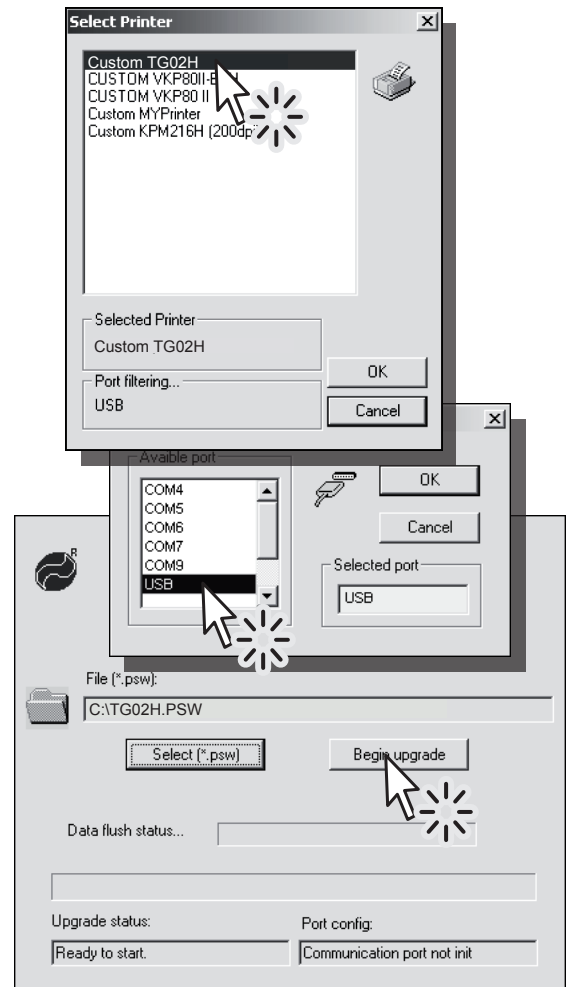 Select Printer
Custom TG02H
CUSTOM VKP80II-E
CUSTOM VKP80 II
Custom MYPrinter
Custom KPM216H (200dpi
Selected Printer
Custom TG02H
Port filtering...
USB
OK
Cancel
Avaible port
COM4
COM5
COM6
COM7
COM9
USB
OK
Cancel
Selected port
USB
R
File (*.psw):
C:\TG02H.PSW
Select (*.psw)
Begin upgrade
Data flush status...
Upgrade status:
Port config:
Ready to start.
Communication port not init